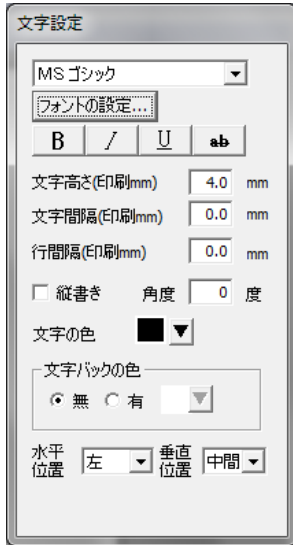 文字設定
MS ゴシック
フォントの設定...
B I U ab
文字高さ(印刷mm) 4.0 mm
文字間隔(印刷mm) 0.0 mm
行間隔(印刷mm) 0.0 mm
縦書き 角度 0 度
文字の色
文字バックの色
無 有
水平位置 左 垂直位置 中間